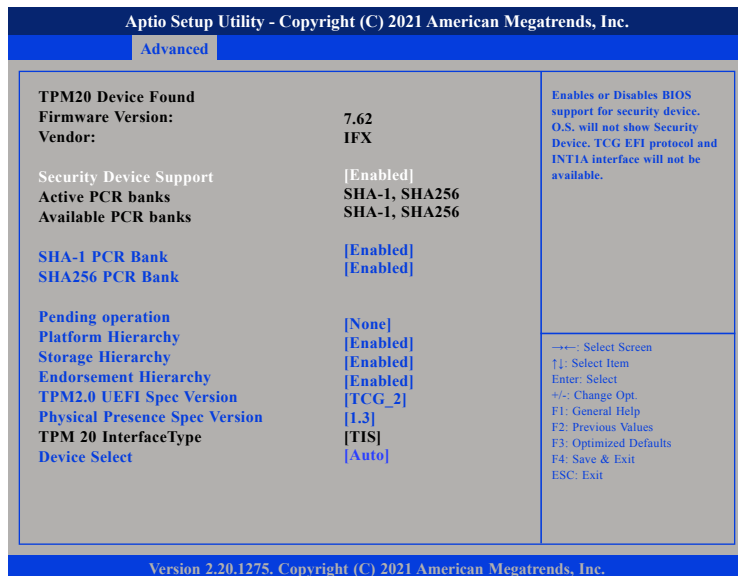 Aptio Setup Utility - Copyright (C) 2021 American Megatrends, Inc.
Advanced
TPM20 Device Found
Firmware Version: 7.62
Vendor: IFX
Security Device Support [Enabled]
Active PCR banks SHA-1, SHA256
Available PCR banks SHA-1, SHA256
SHA-1 PCR Bank [Enabled]
SHA256 PCR Bank [Enabled]
Pending operation [None]
Platform Hierarchy [Enabled]
Storage Hierarchy [Enabled]
Endorsement Hierarchy [Enabled]
TPM2.0 UEFI Spec Version [TCG_2]
Physical Presence Spec Version [1.3]
TPM 20 InterfaceType [TIS]
Device Select [Auto]
Enables or Disables BIOS
support for security device.
O.S. will not show Security
Device. TCG EFI protocol and
INT1A interface will not be
available.
→←: Select Screen
↑↓: Select Item
Enter: Select
+/-: Change Opt.
F1: General Help
F2: Previous Values
F3: Optimized Defaults
F4: Save & Exit
ESC: Exit
Version 2.20.1275. Copyright (C) 2021 American Megatrends, Inc.